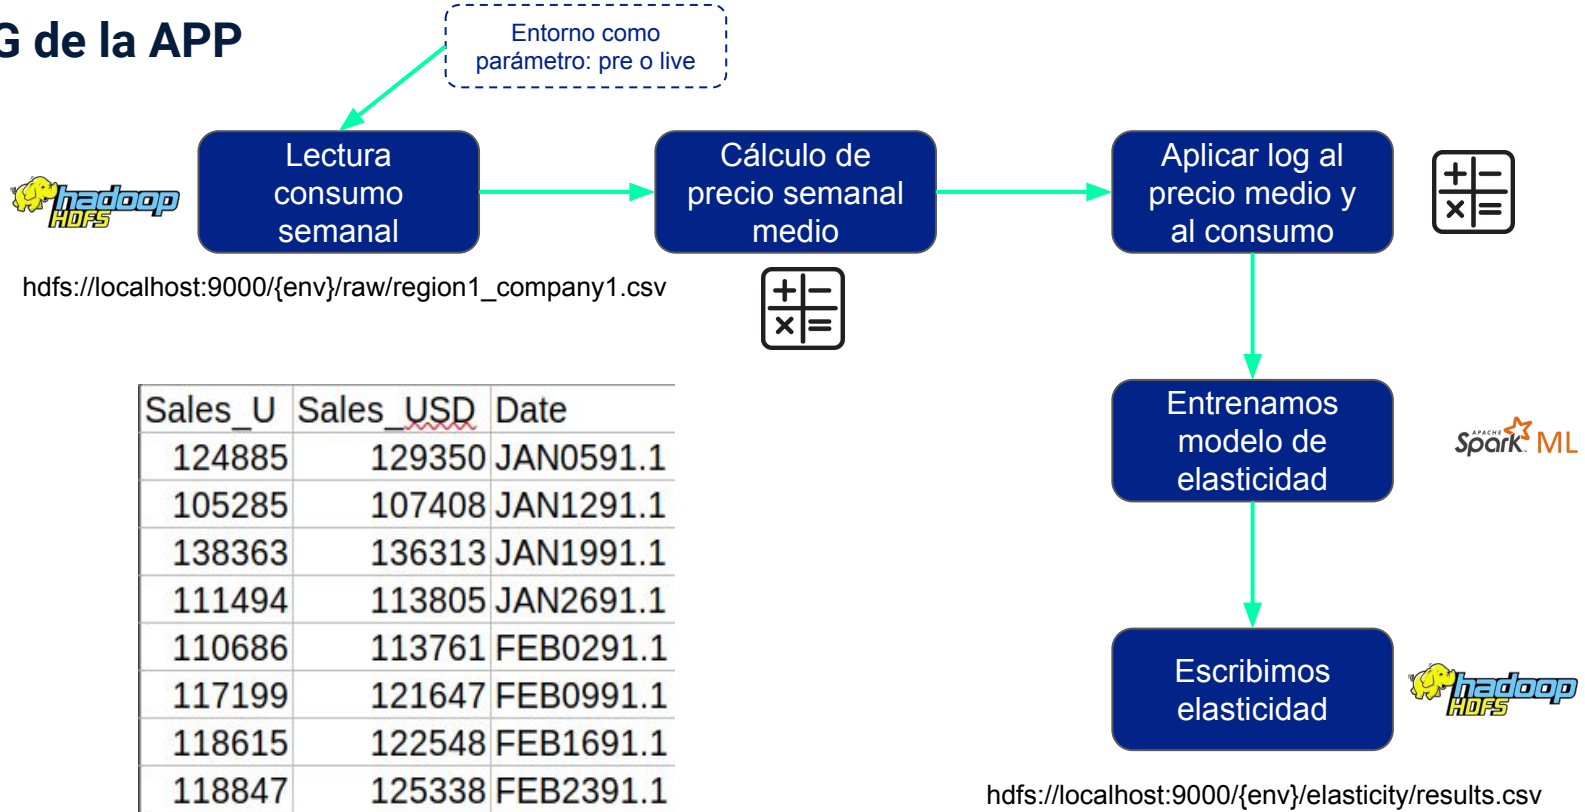 G de la APP
Entorno como
parámetro: pre o live
Lectura
consumo
semanal
Cálculo de
precio semanal
medio
Aplicar log al
precio medio y
al consumo
hadoop
HDFS
hdfs://localhost:9000/{env}/raw/region1_company1.csv
Sales_U Sales_USD Date
124885 129350 JAN0591.1
105285 107408 JAN1291.1
138363 136313 JAN1991.1
111494 113805 JAN2691.1
110686 113761 FEB0291.1
117199 121647 FEB0991.1
118615 122548 FEB1691.1
118847 125338 FEB2391.1
Entrenamos
modelo de
elasticidad
APACHE
Spark ML
Escribimos
elasticidad
hadoop
HDFS
hdfs://localhost:9000/{env}/elasticity/results.csv